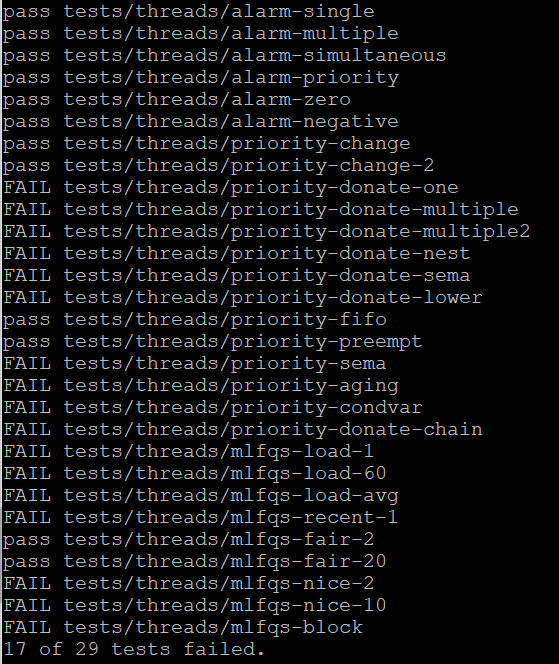 pass tests/threads/alarm-single
pass tests/threads/alarm-multiple
pass tests/threads/alarm-simultaneous
pass tests/threads/alarm-priority
pass tests/threads/alarm-zero
pass tests/threads/alarm-negative
pass tests/threads/priority-change
pass tests/threads/priority-change-2
FAIL tests/threads/priority-donate-one
FAIL tests/threads/priority-donate-multiple
FAIL tests/threads/priority-donate-multiple2
FAIL tests/threads/priority-donate-nest
FAIL tests/threads/priority-donate-sema
FAIL tests/threads/priority-donate-lower
pass tests/threads/priority-fifo
pass tests/threads/priority-preempt
FAIL tests/threads/priority-sema
FAIL tests/threads/priority-aging
FAIL tests/threads/priority-condvar
FAIL tests/threads/priority-donate-chain
FAIL tests/threads/mlfqs-load-1
FAIL tests/threads/mlfqs-load-60
FAIL tests/threads/mlfqs-load-avg
FAIL tests/threads/mlfqs-recent-1
pass tests/threads/mlfqs-fair-2
pass tests/threads/mlfqs-fair-20
FAIL tests/threads/mlfqs-nice-2
FAIL tests/threads/mlfqs-nice-10
FAIL tests/threads/mlfqs-block
17 of 29 tests failed.